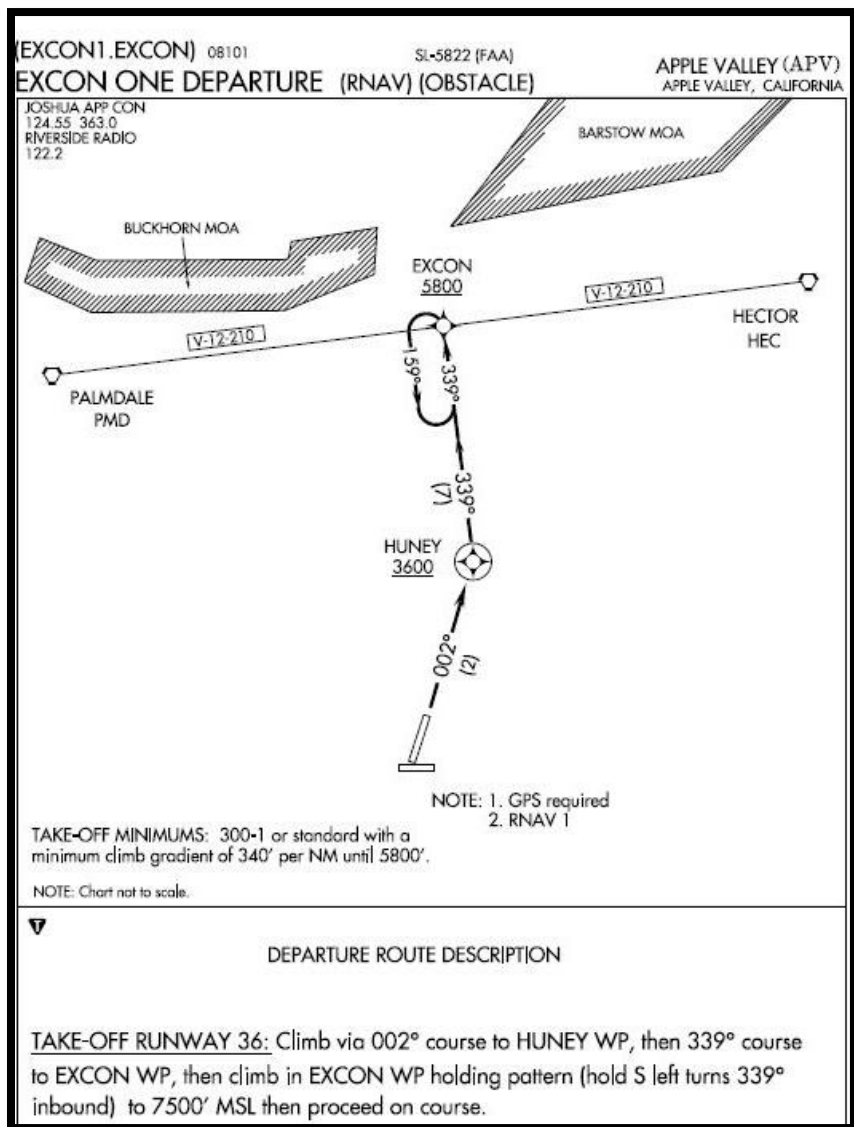 (EXCON1.EXCON) 08101
SL-5822 (FAA)
EXCON ONE DEPARTURE (RNAV) (OBSTACLE)
APPLE VALLEY (APV)
APPLE VALLEY, CALIFORNIA
JOSHUA APP CON
124.55 363.0
RIVERSIDE RADIO
122.2
BARSTOW MOA
BUCKHORN MOA
EXCON
5800
V-12-210
HECTOR
HEC
V-12-210
PALMDALE
PMD
159°
339°
339°
(7)
HUNEY
3600
002°
(2)
NOTE: 1. GPS required
2. RNAV 1
TAKE-OFF MINIMUMS: 300-1 or standard with a
minimum climb gradient of 340' per NM until 5800'.
NOTE: Chart not to scale.
T
DEPARTURE ROUTE DESCRIPTION
TAKE-OFF RUNWAY 36: Climb via 002° course to HUNEY WP, then 339° course
to EXCON WP, then climb in EXCON WP holding pattern (hold S left turns 339°
inbound) to 7500' MSL then proceed on course.